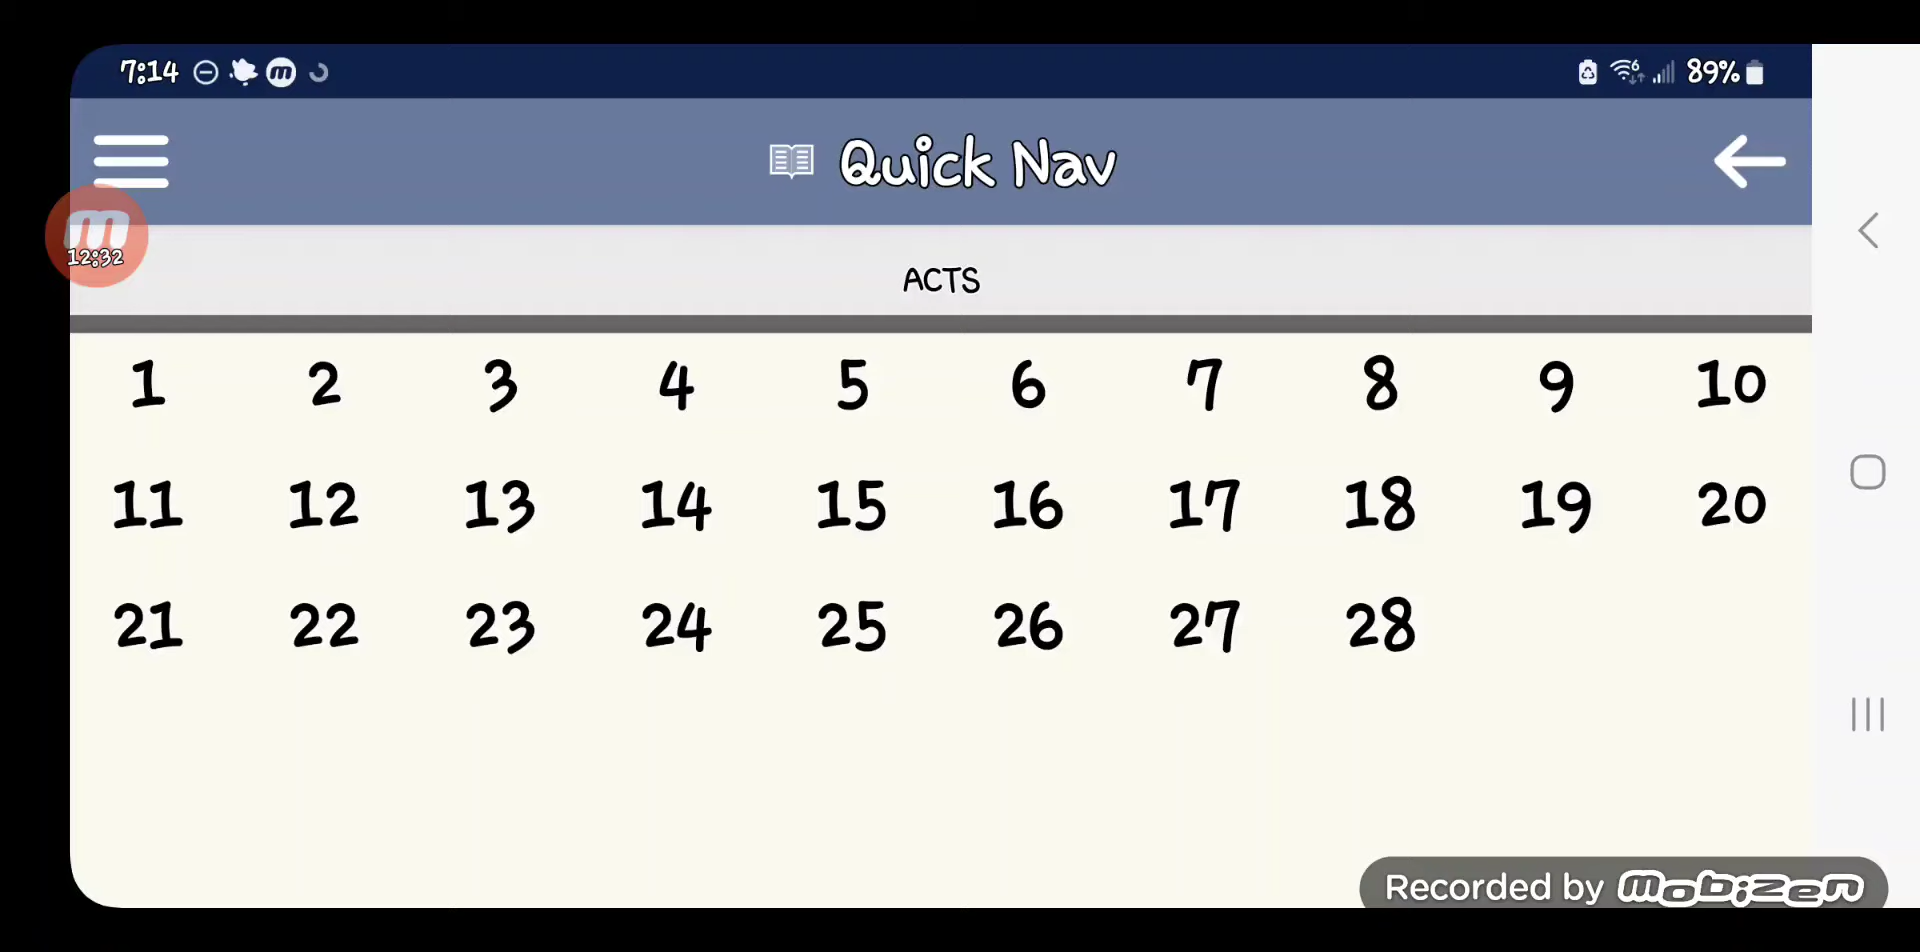 7:14 m 6 89%
Quick Nav
m
12:32
ACTS
1 2 3 4 5 6 7 8 9 10
11 12 13 14 15 16 17 18 19 20
21 22 23 24 25 26 27 28
Recorded by mobizen